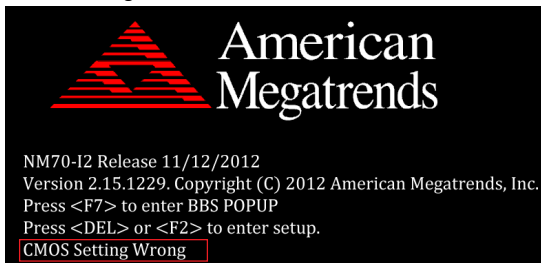 American
Megatrends
NM70-I2 Release 11/12/2012
Version 2.15.1229. Copyright (C) 2012 American Megatrends, Inc.
Press <F7> to enter BBS POPUP
Press <DEL> or <F2> to enter setup.
CMOS Setting Wrong